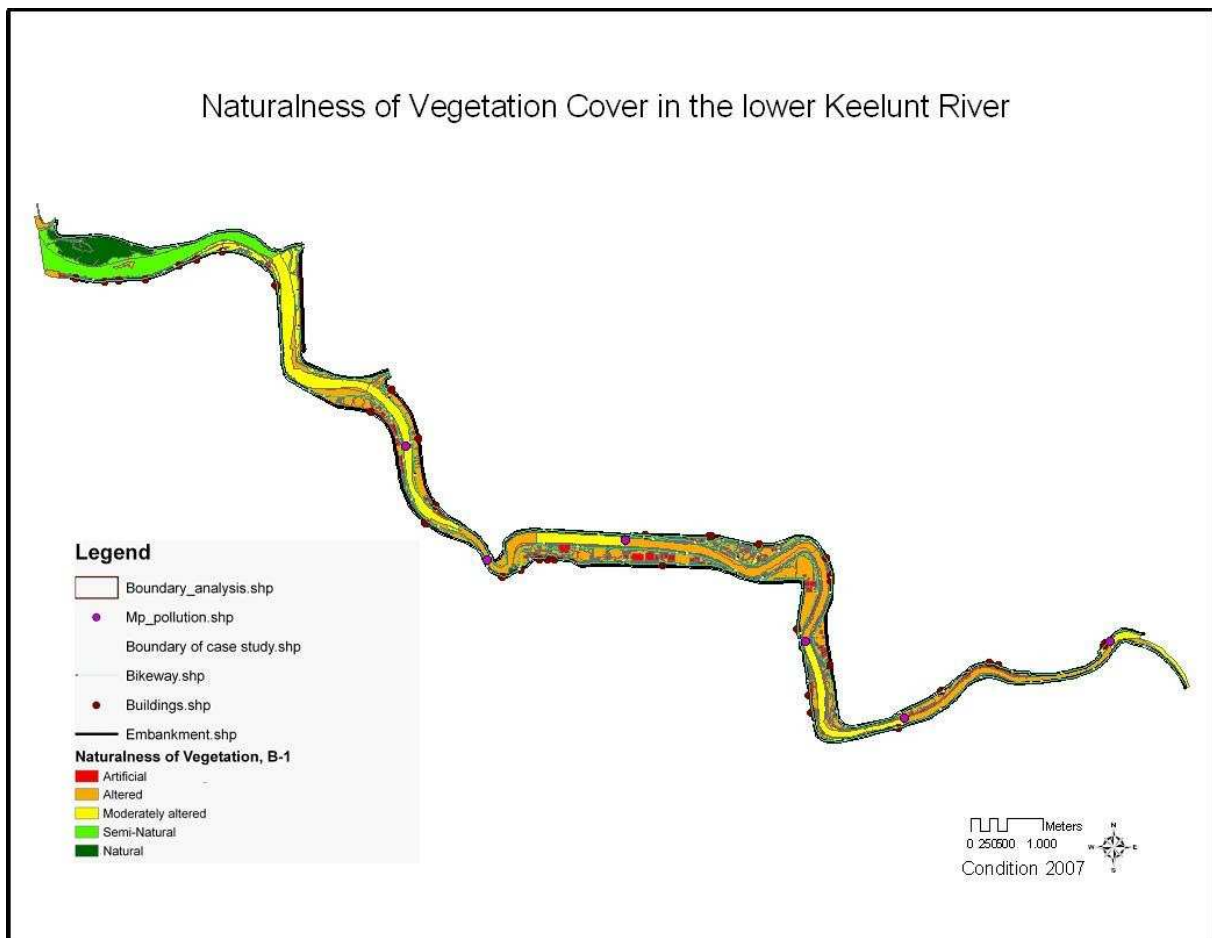 Naturalness of Vegetation Cover in the lower Keelunt River
Legend
Boundary_analysis.shp
Mp_pollution.shp
Boundary of case study.shp
Bikeway.shp
Buildings.shp
Embankment.shp
Naturalness of Vegetation, B-1
Artificial
Altered
Moderately altered
Semi-Natural
Natural
Meters
0 250500 1.000
N
W E
S
Condition 2007